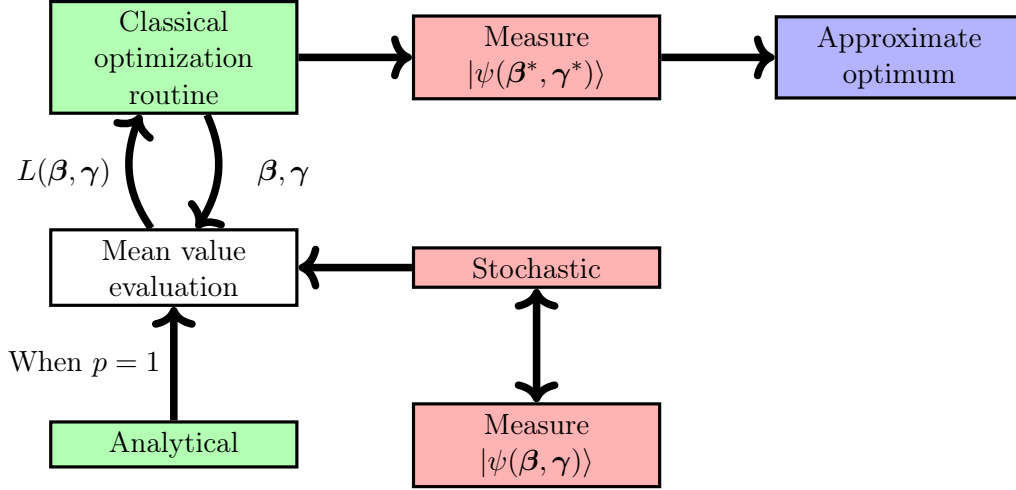 Classical
optimization
routine
Measure
|ψ(β*, γ*)⟩
Approximate
optimum
L(β, γ)
β, γ
Mean value
evaluation
Stochastic
When p = 1
Analytical
Measure
|ψ(β, γ)⟩